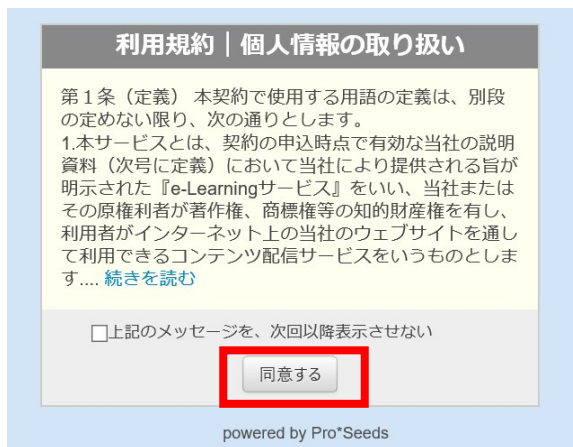 利用規約｜個人情報の取り扱い
第１条（定義） 本契約で使用する用語の定義は、別段
の定めない限り、次の通りとします。
1.本サービスとは、契約の申込時点で有効な当社の説明
資料（次号に定義）において当社により提供される旨が
明示された『e-Learningサービス』をいい、当社または
その原権利者が著作権、商標権等の知的財産権を有し、
利用者がインターネット上の当社のウェブサイトを通し
て利用できるコンテンツ配信サービスをいうものとしま
す.... 続きを読む
上記のメッセージを、次回以降表示させない
同意する
powered by Pro*Seeds